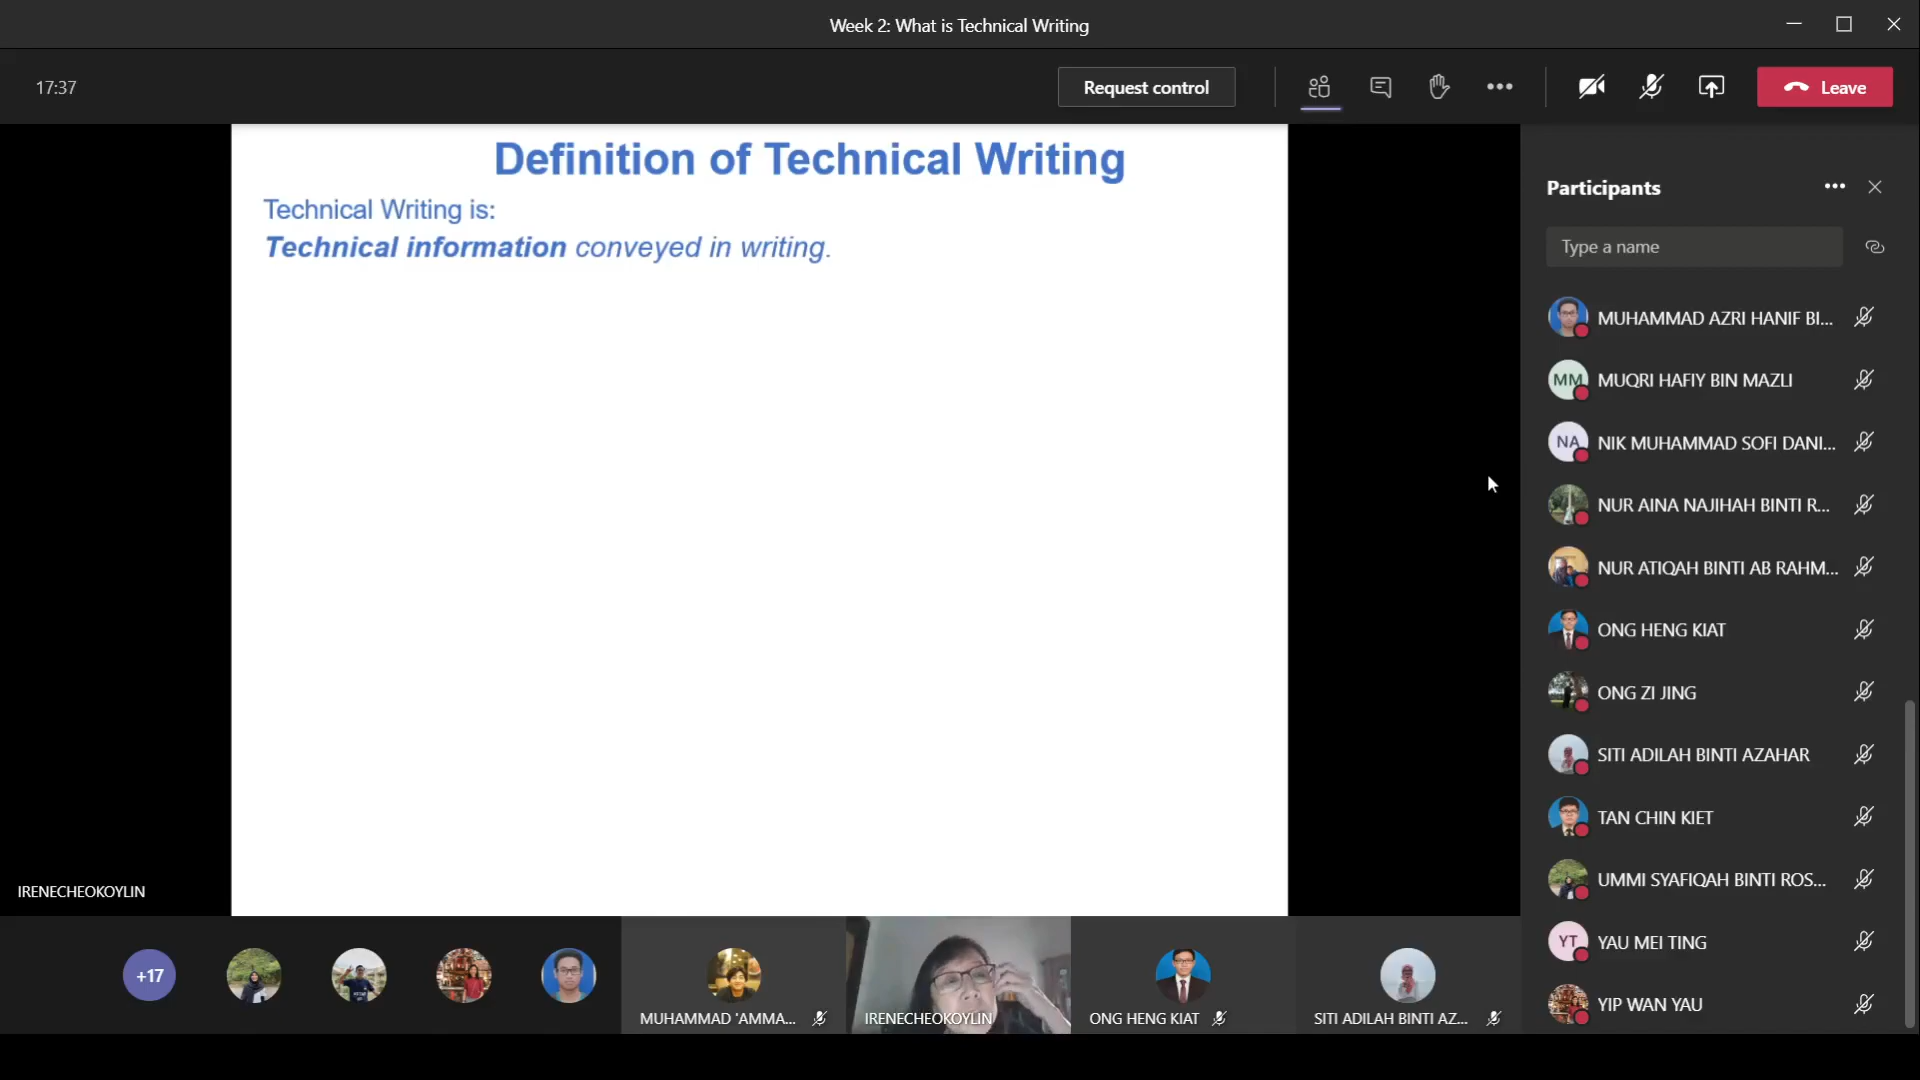 Week 2: What is Technical Writing
17:37
Request control
Leave
Definition of Technical Writing
Technical Writing is:
Technical information conveyed in writing.
Participants
Type a name
MUHAMMAD AZRI HANIF BI...
MM MUQRI HAFIY BIN MAZLI
NA NIK MUHAMMAD SOFI DANI...
NUR AINA NAJIHAH BINTI R...
NUR ATIQAH BINTI AB RAHM...
ONG HENG KIAT
ONG ZI JING
SITI ADILAH BINTI AZAHAR
TAN CHIN KIET
UMMI SYAFIQAH BINTI ROS...
YT YAU MEI TING
YIP WAN YAU
IRENECHEOKOYLIN
+17
MUHAMMAD 'AMMA...
IRENECHEOKOYLIN
ONG HENG KIAT
SITI ADILAH BINTI AZ...